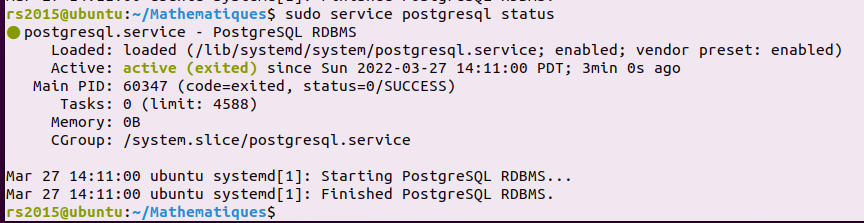 rs2015@ubuntu:~/Mathematiques$ sudo service postgresql status
● postgresql.service - PostgreSQL RDBMS
Loaded: loaded (/lib/systemd/system/postgresql.service; enabled; vendor preset: enabled)
Active: active (exited) since Sun 2022-03-27 14:11:00 PDT; 3min 0s ago
Main PID: 60347 (code=exited, status=0/SUCCESS)
Tasks: 0 (limit: 4588)
Memory: 0B
CGroup: /system.slice/postgresql.service
Mar 27 14:11:00 ubuntu systemd[1]: Starting PostgreSQL RDBMS...
Mar 27 14:11:00 ubuntu systemd[1]: Finished PostgreSQL RDBMS.
rs2015@ubuntu:~/Mathematiques$